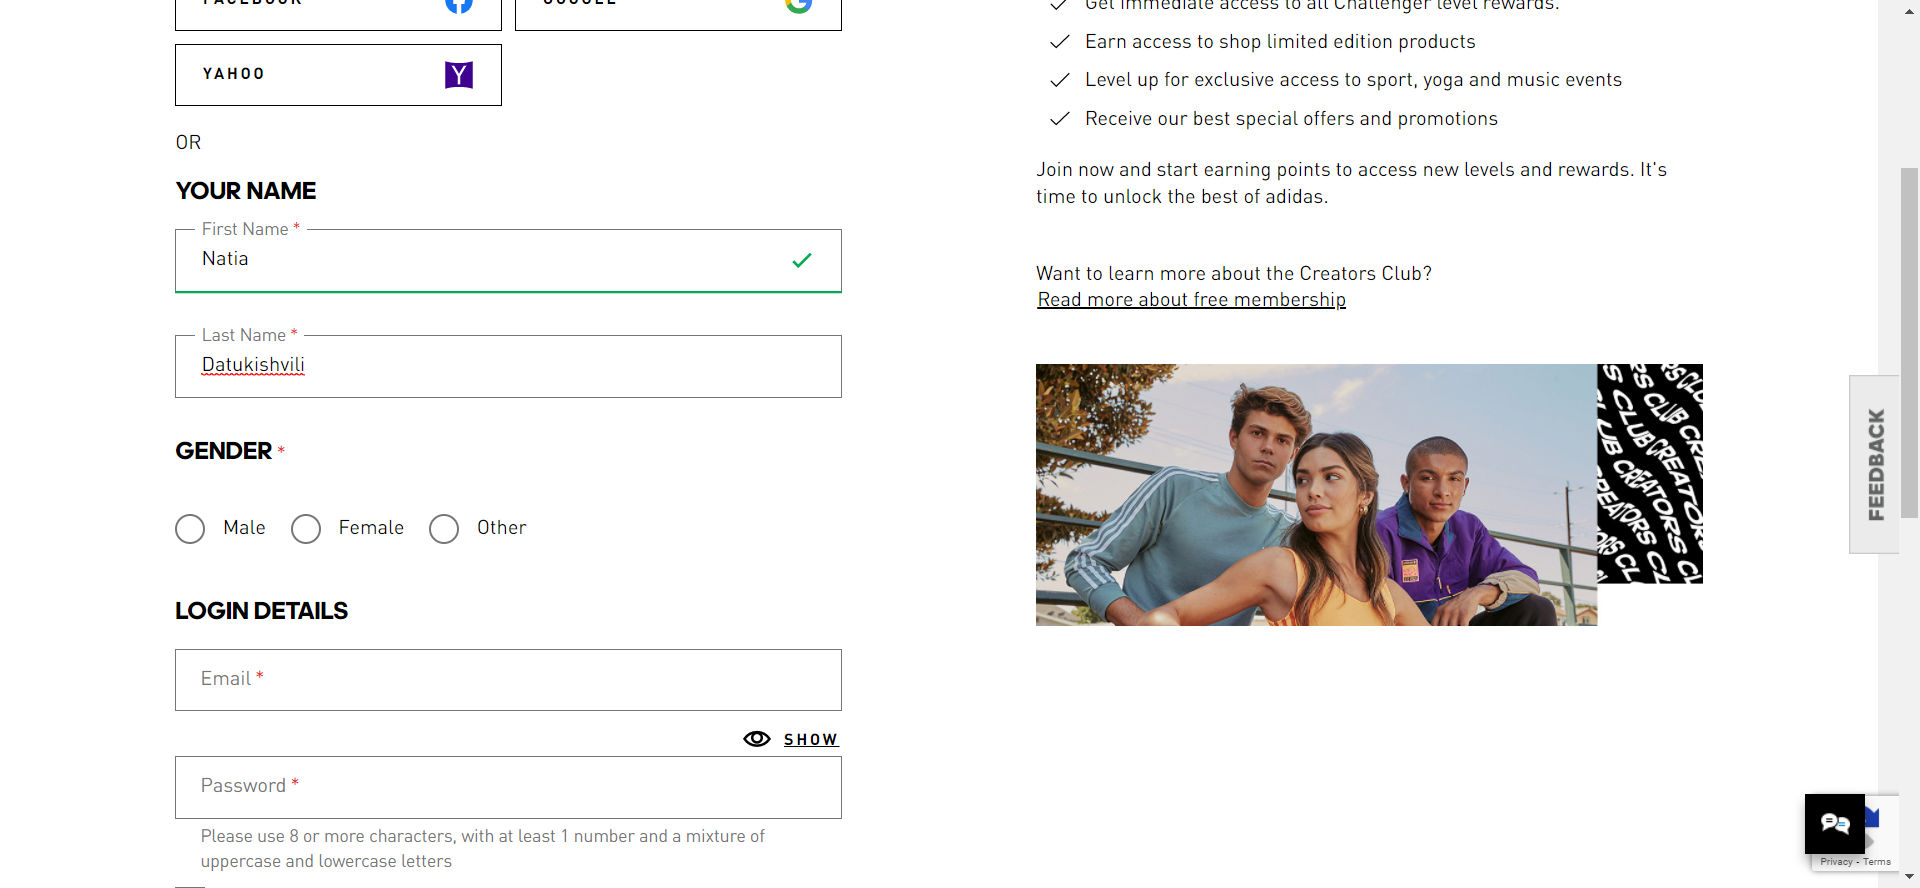 FACEBOOK
GOOGLE
YAHOO
OR
YOUR NAME
First Name *
Natia
Last Name *
Datukishvili
GENDER *
Male
Female
Other
LOGIN DETAILS
Email *
SHOW
Password *
Please use 8 or more characters, with at least 1 number and a mixture of
uppercase and lowercase letters
Get immediate access to all Challenger level rewards.
Earn access to shop limited edition products
Level up for exclusive access to sport, yoga and music events
Receive our best special offers and promotions
Join now and start earning points to access new levels and rewards. It's
time to unlock the best of adidas.
Want to learn more about the Creators Club?
Read more about free membership
CREATORS CLUB
FEEDBACK
Privacy - Terms